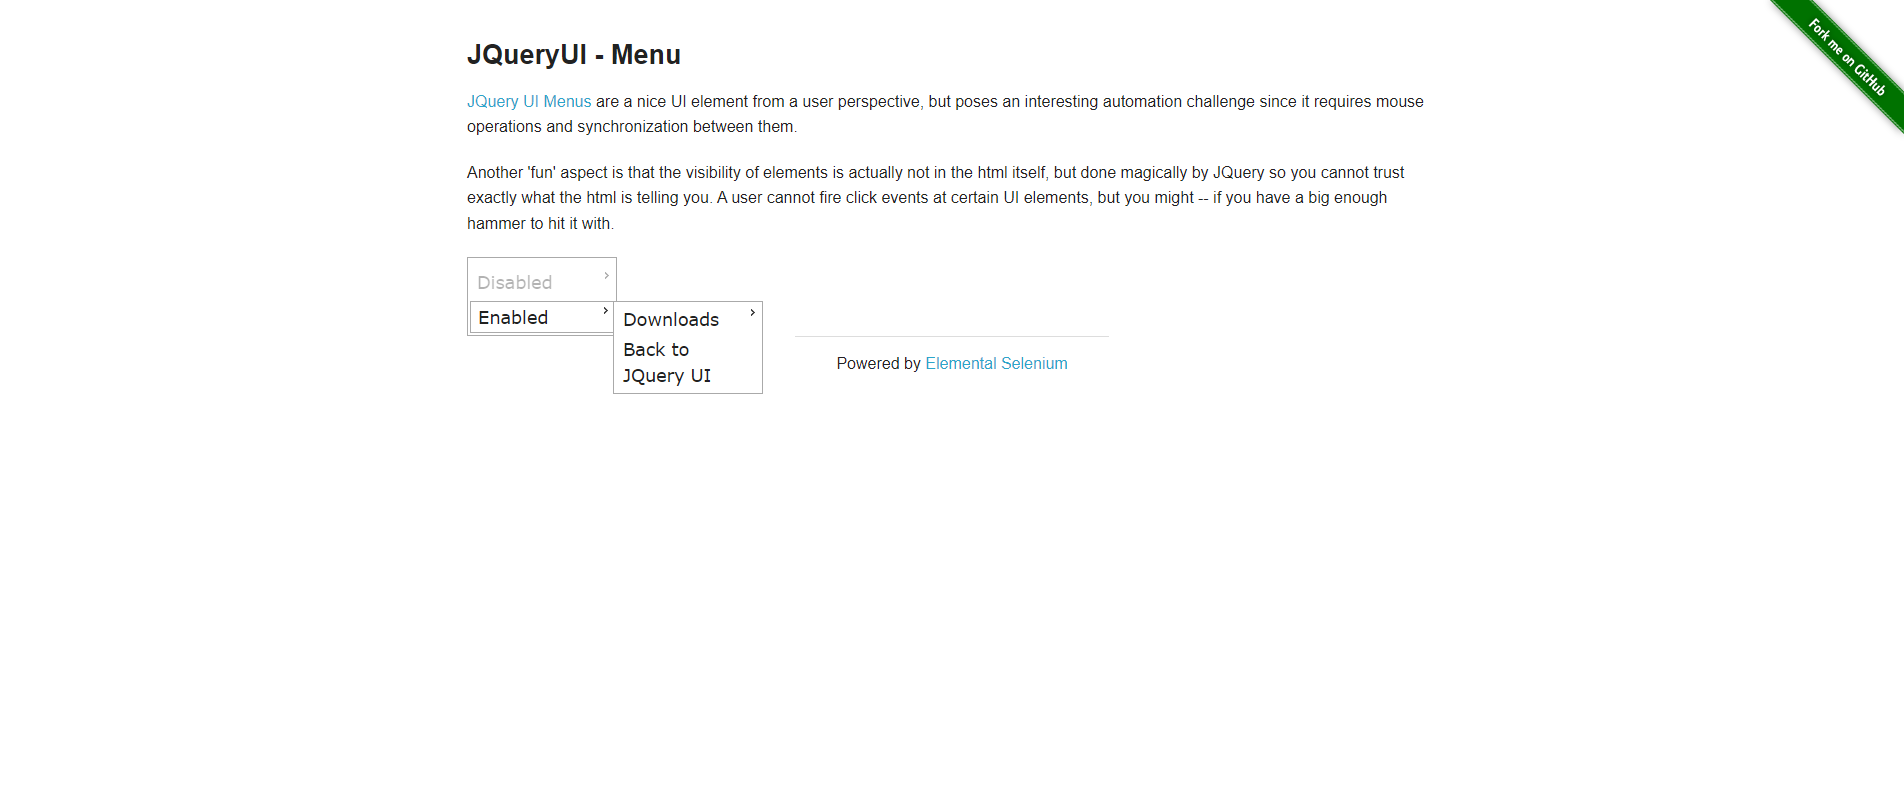 Fork me on GitHub
JQueryUI - Menu
JQuery UI Menus are a nice UI element from a user perspective, but poses an interesting automation challenge since it requires mouse
operations and synchronization between them.
Another 'fun' aspect is that the visibility of elements is actually not in the html itself, but done magically by JQuery so you cannot trust
exactly what the html is telling you. A user cannot fire click events at certain UI elements, but you might -- if you have a big enough
hammer to hit it with.
Disabled
Enabled
Downloads
Back to
JQuery UI
Powered by Elemental Selenium